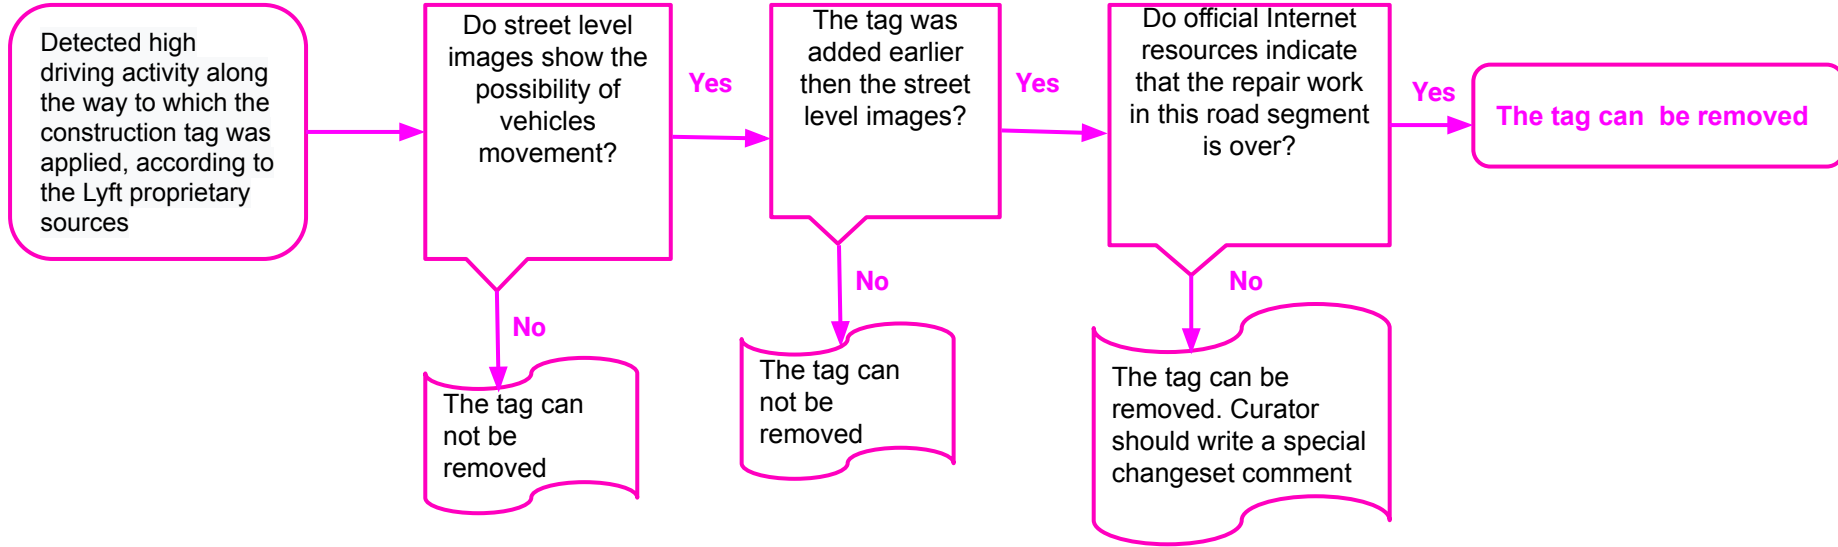 Detected high
driving activity along
the way to which the
construction tag was
applied, according to
the Lyft proprietary
sources
Do street level
images show the
possibility of
vehicles
movement?
Yes
No
The tag can
not be
removed
The tag was
added earlier
then the street
level images?
Yes
No
The tag can
not be
removed
Do official Internet
resources indicate
that the repair work
in this road segment
is over?
Yes
No
The tag can be
removed. Curator
should write a special
changeset comment
The tag can  be removed